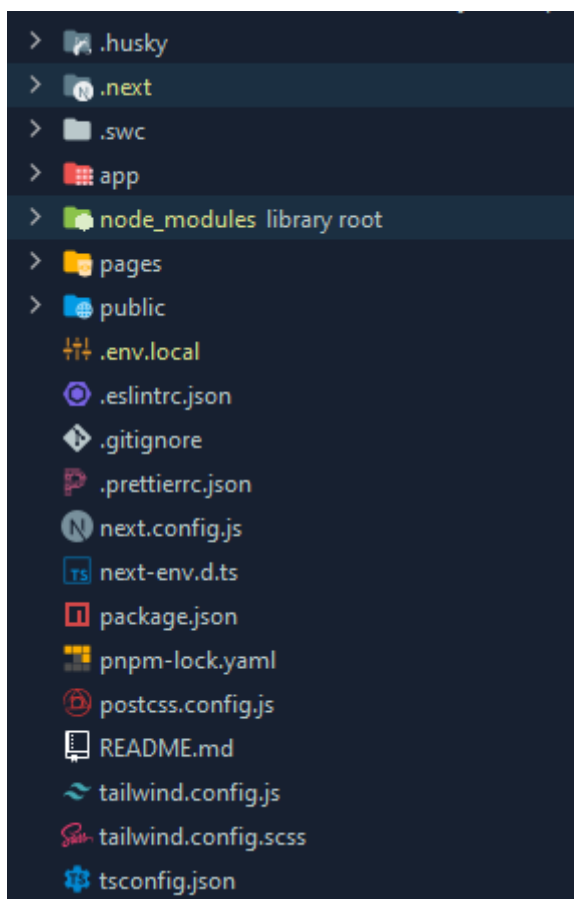 .husky
.next
.swc
app
node_modules library root
pages
public
.env.local
.eslintrc.json
.gitignore
.prettierrc.json
next.config.js
next-env.d.ts
package.json
pnpm-lock.yaml
postcss.config.js
README.md
tailwind.config.js
tailwind.config.scss
tsconfig.json